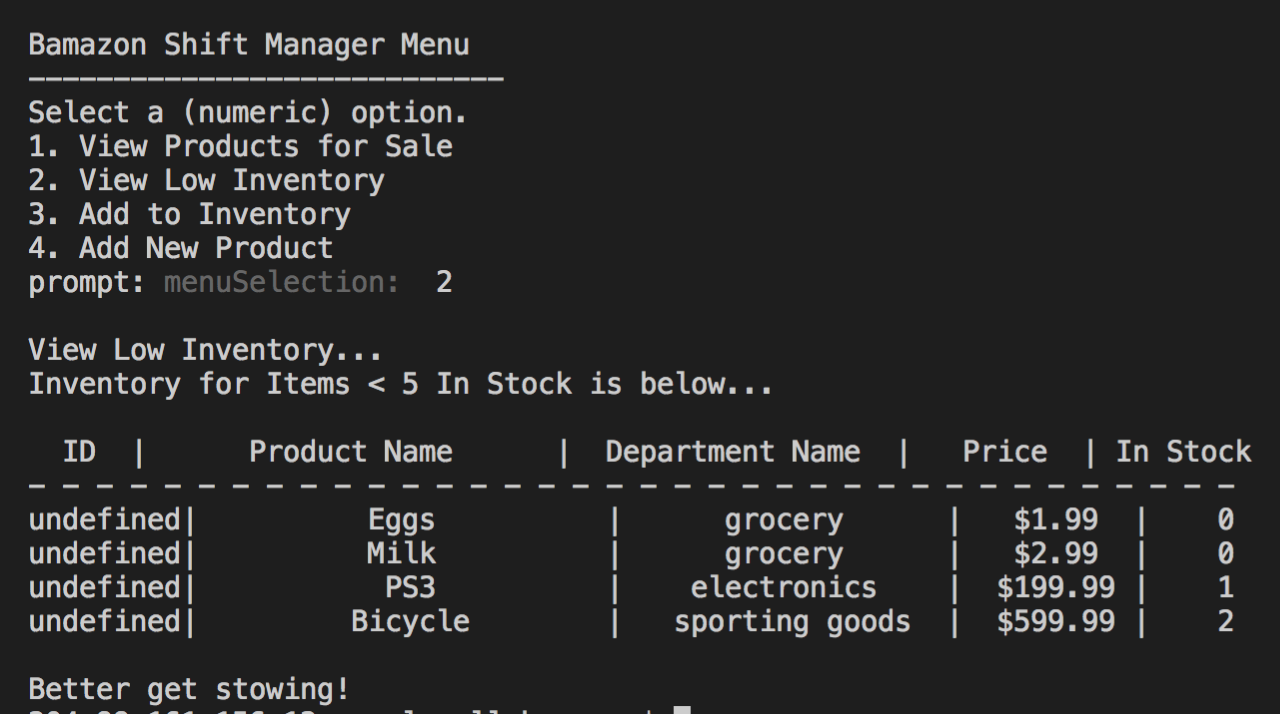 Bamazon Shift Manager Menu
----------------------------
Select a (numeric) option.
1. View Products for Sale
2. View Low Inventory
3. Add to Inventory
4. Add New Product
prompt: menuSelection:  2
View Low Inventory...
Inventory for Items < 5 In Stock is below...
  ID  |      Product Name      |  Department Name  |   Price  | In Stock
- - - - - - - - - - - - - - - - - - - - - - - - - - - - - - - - - - - -
undefined|          Eggs          |      grocery      |   $1.99  |    0
undefined|          Milk          |      grocery      |   $2.99  |    0
undefined|           PS3          |    electronics    |  $199.99 |    1
undefined|         Bicycle        |   sporting goods  |  $599.99 |    2
Better get stowing!